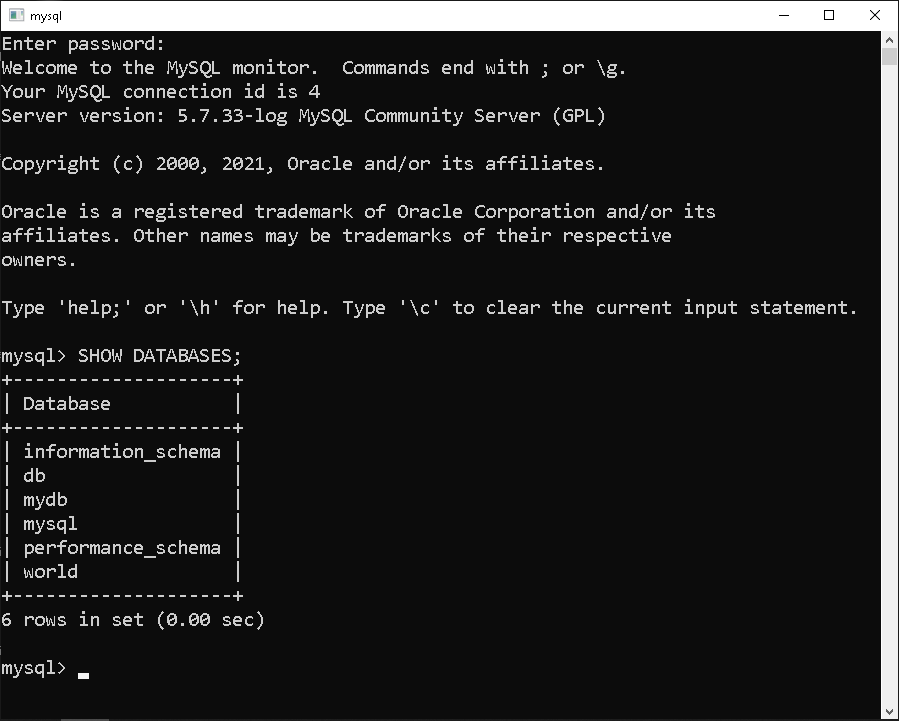 mysql
Enter password:
Welcome to the MySQL monitor.  Commands end with ; or \g.
Your MySQL connection id is 4
Server version: 5.7.33-log MySQL Community Server (GPL)
Copyright (c) 2000, 2021, Oracle and/or its affiliates.
Oracle is a registered trademark of Oracle Corporation and/or its
affiliates. Other names may be trademarks of their respective
owners.
Type 'help;' or '\h' for help. Type '\c' to clear the current input statement.
mysql> SHOW DATABASES;
+--------------------+
| Database           |
+--------------------+
| information_schema |
| db                 |
| mydb               |
| mysql              |
| performance_schema |
| world              |
+--------------------+
6 rows in set (0.00 sec)
mysql>